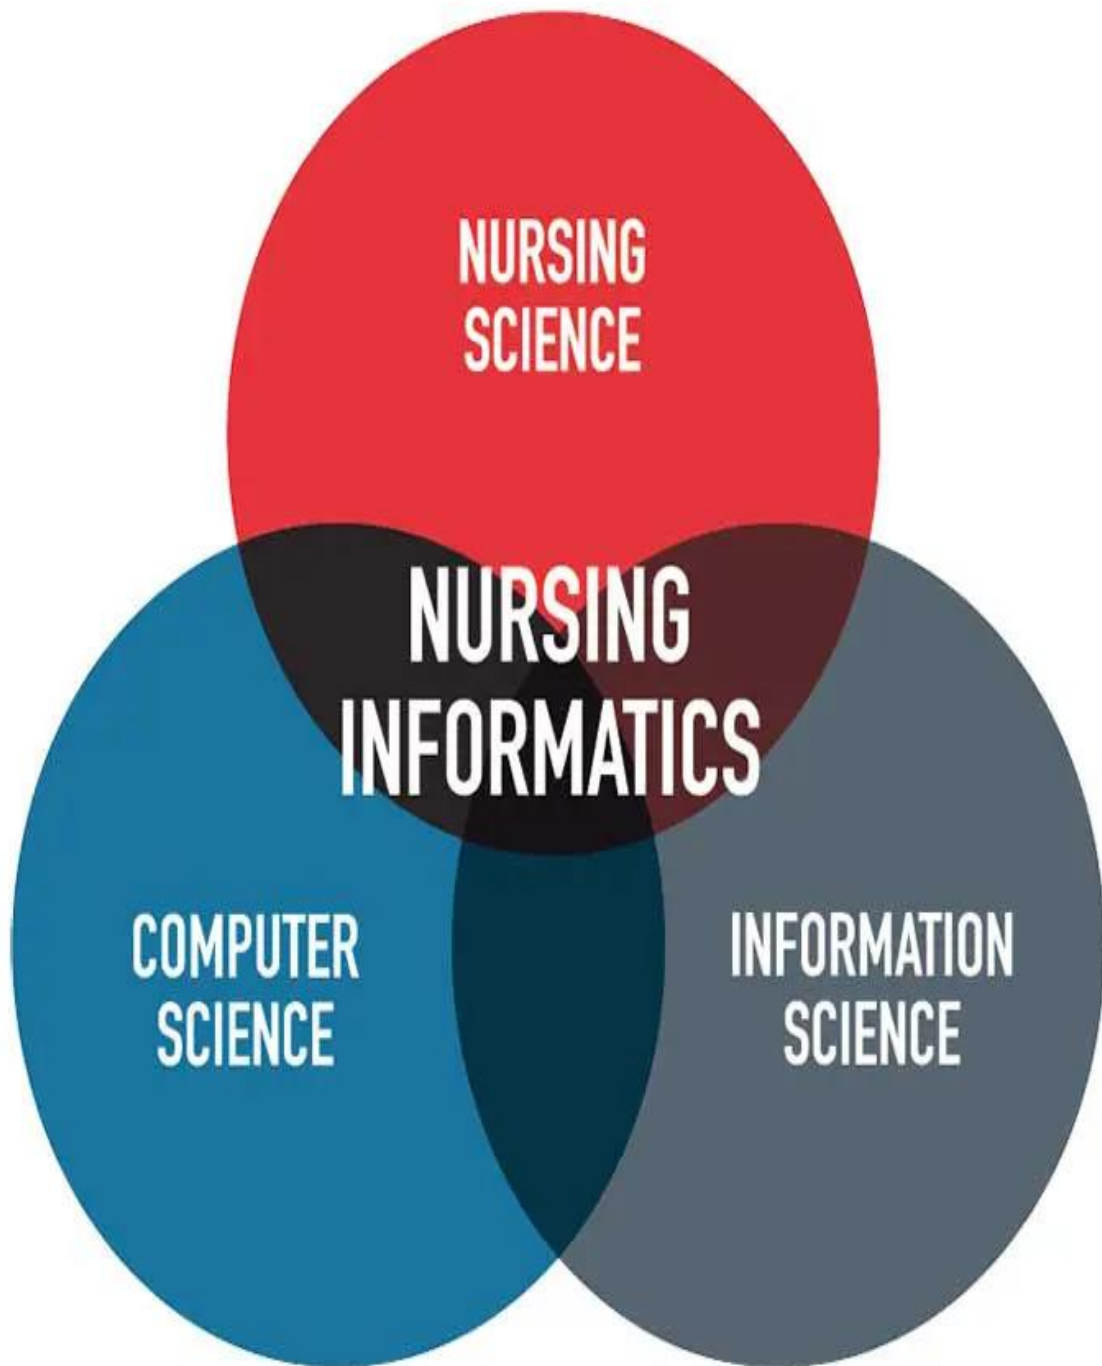 NURSING
SCIENCE
NURSING
INFORMATICS
COMPUTER
SCIENCE
INFORMATION
SCIENCE